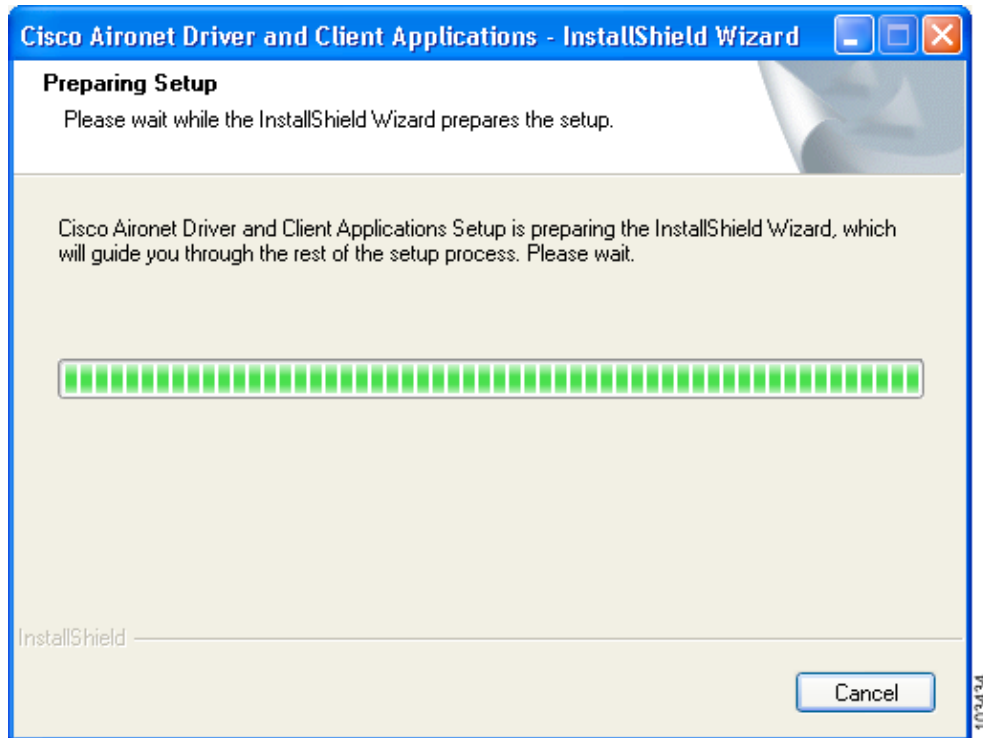 Cisco Aironet Driver and Client Applications - InstallShield Wizard
Preparing Setup
Please wait while the InstallShield Wizard prepares the setup.
Cisco Aironet Driver and Client Applications Setup is preparing the InstallShield Wizard, which
will guide you through the rest of the setup process. Please wait.
InstallShield
Cancel
103434